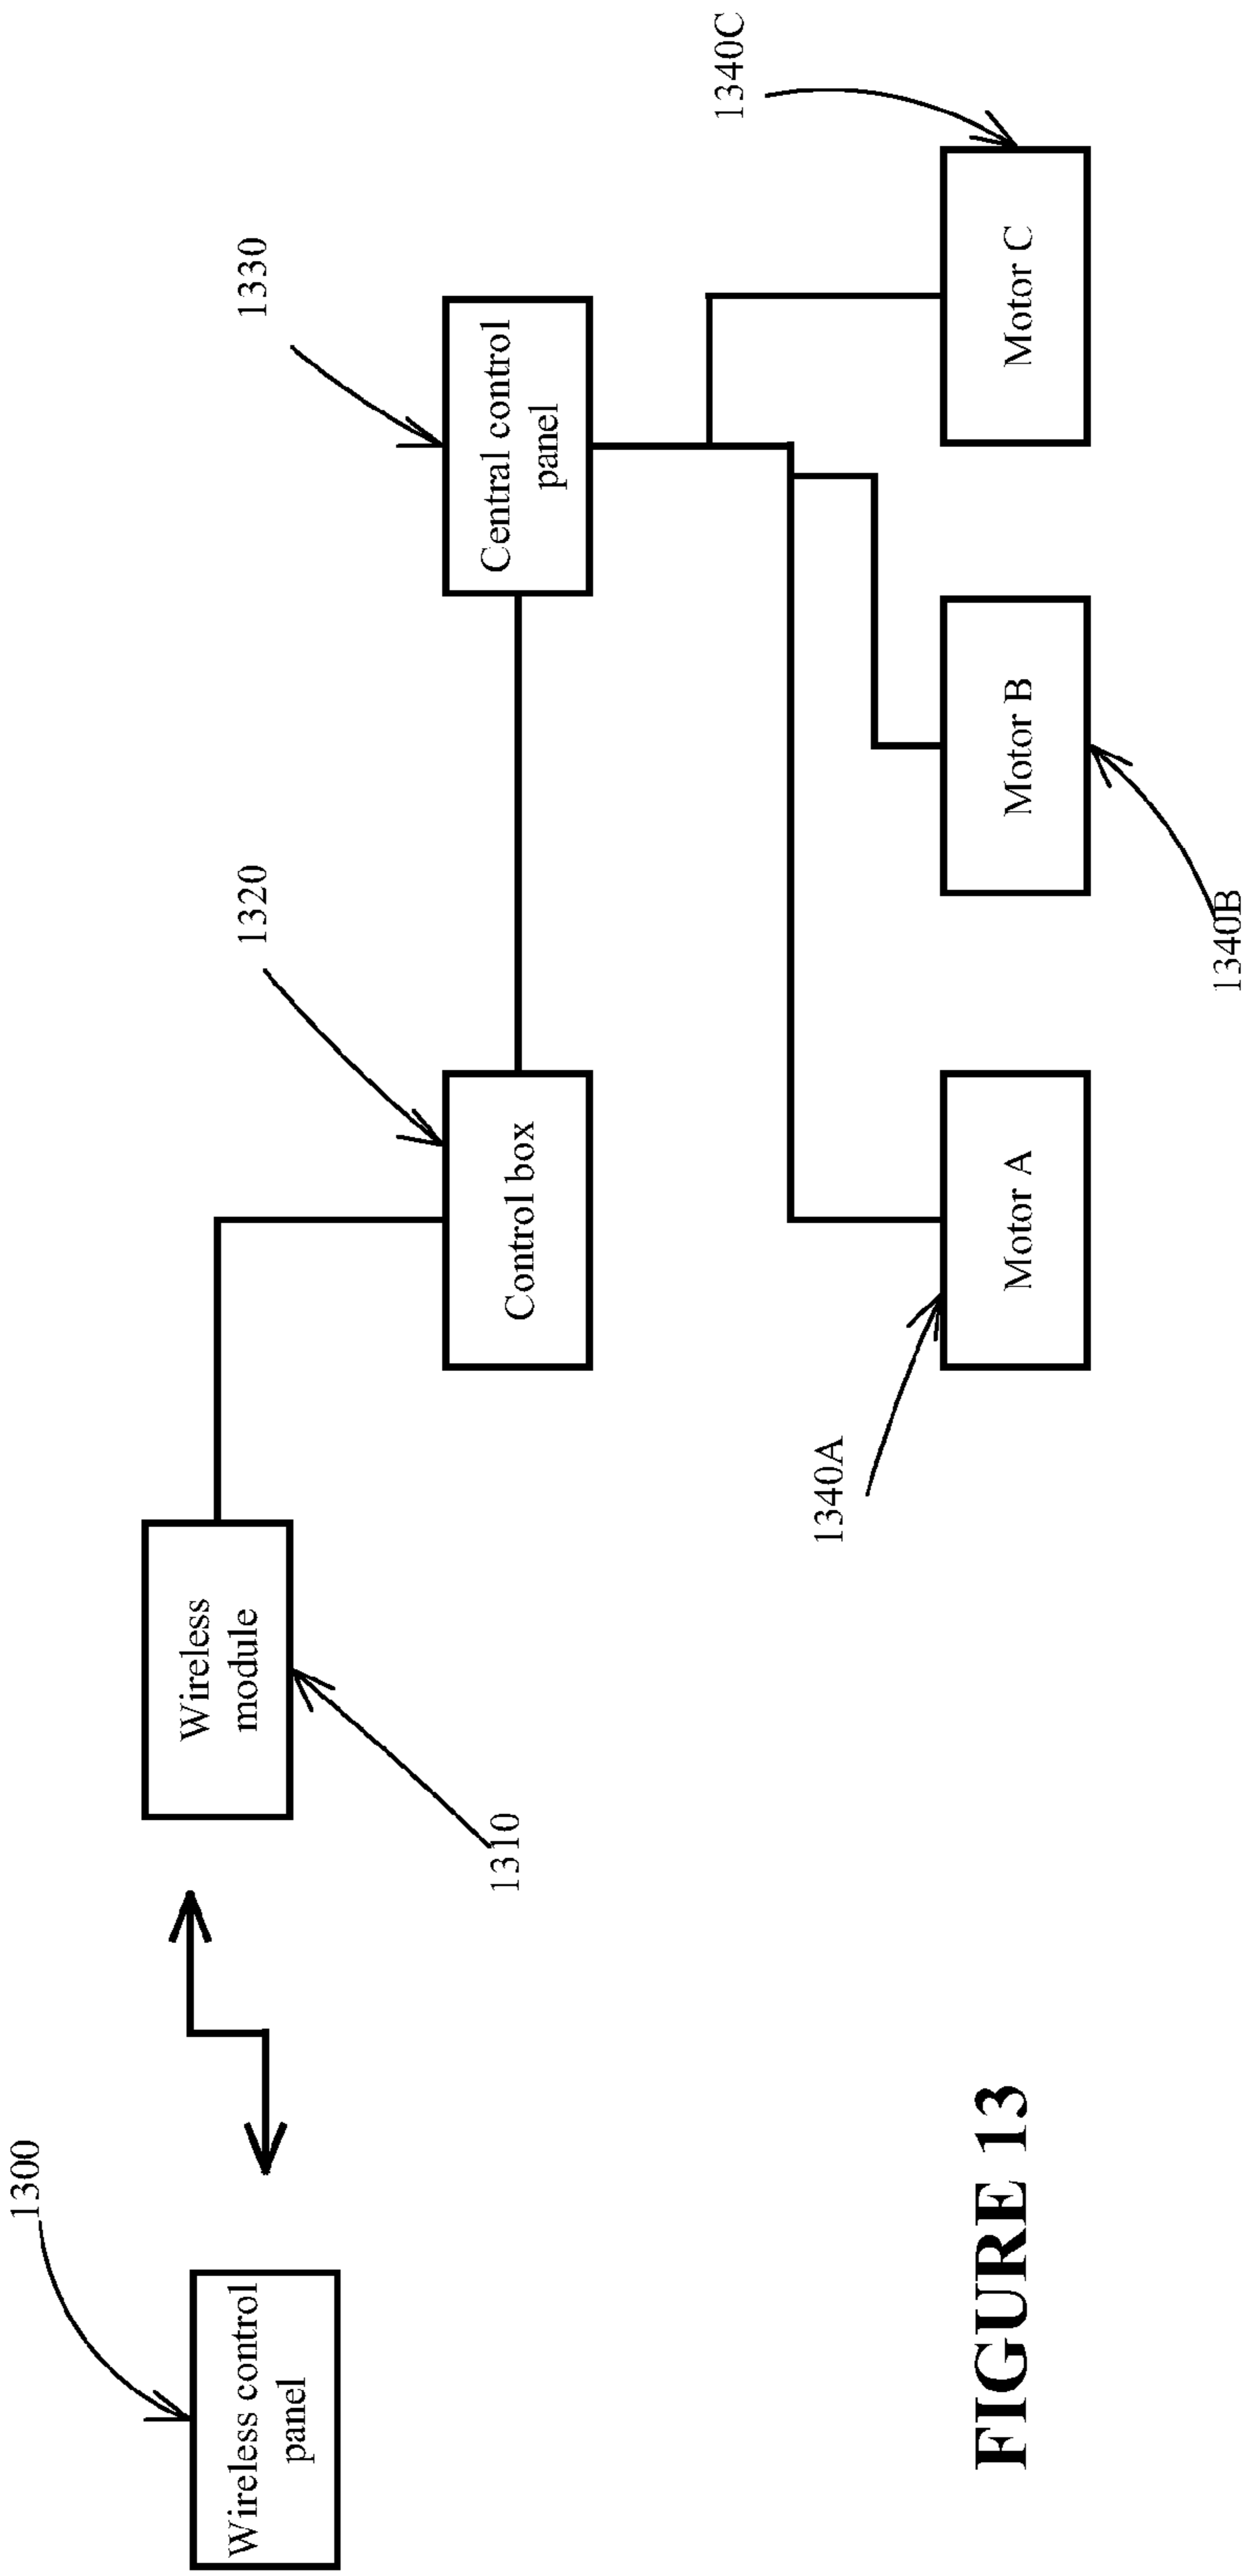 1300
Wireless control
panel
Wireless
module
1310
1320
Control box
1330
Central control
panel
1340A
Motor A
Motor B
1340B
1340C
Motor C
FIGURE 13